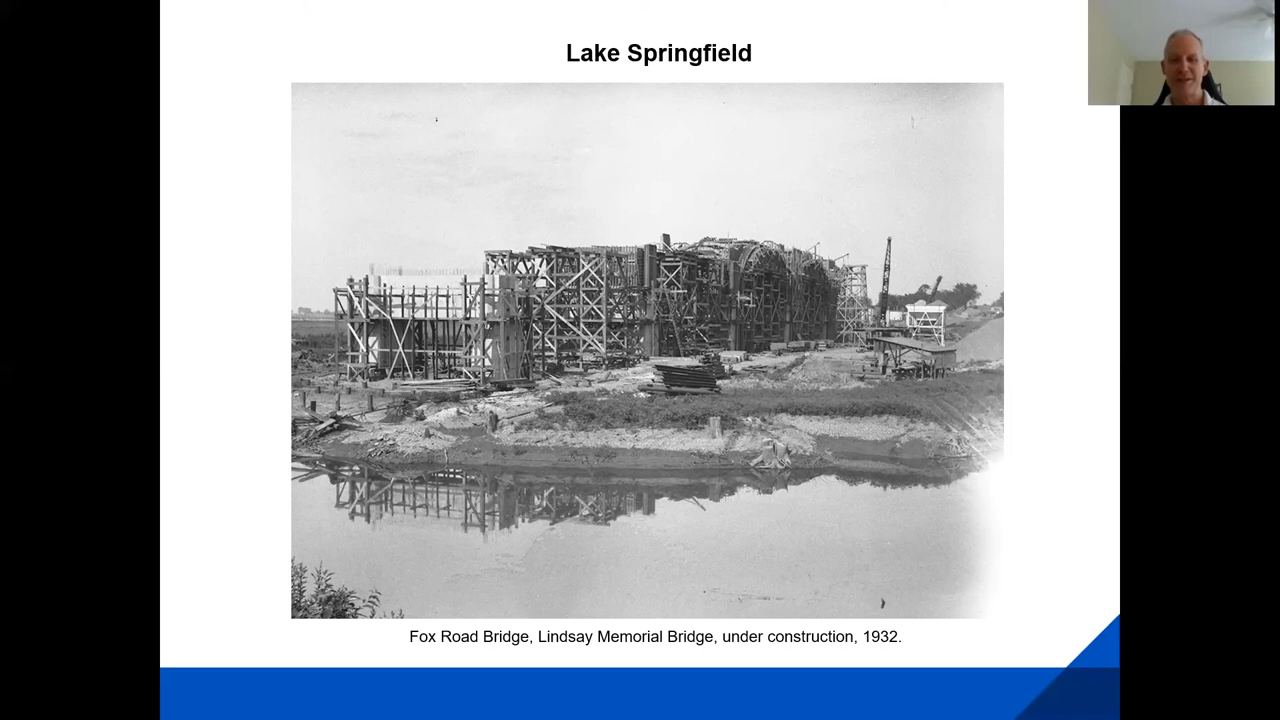 Lake Springfield
Fox Road Bridge, Lindsay Memorial Bridge, under construction, 1932.